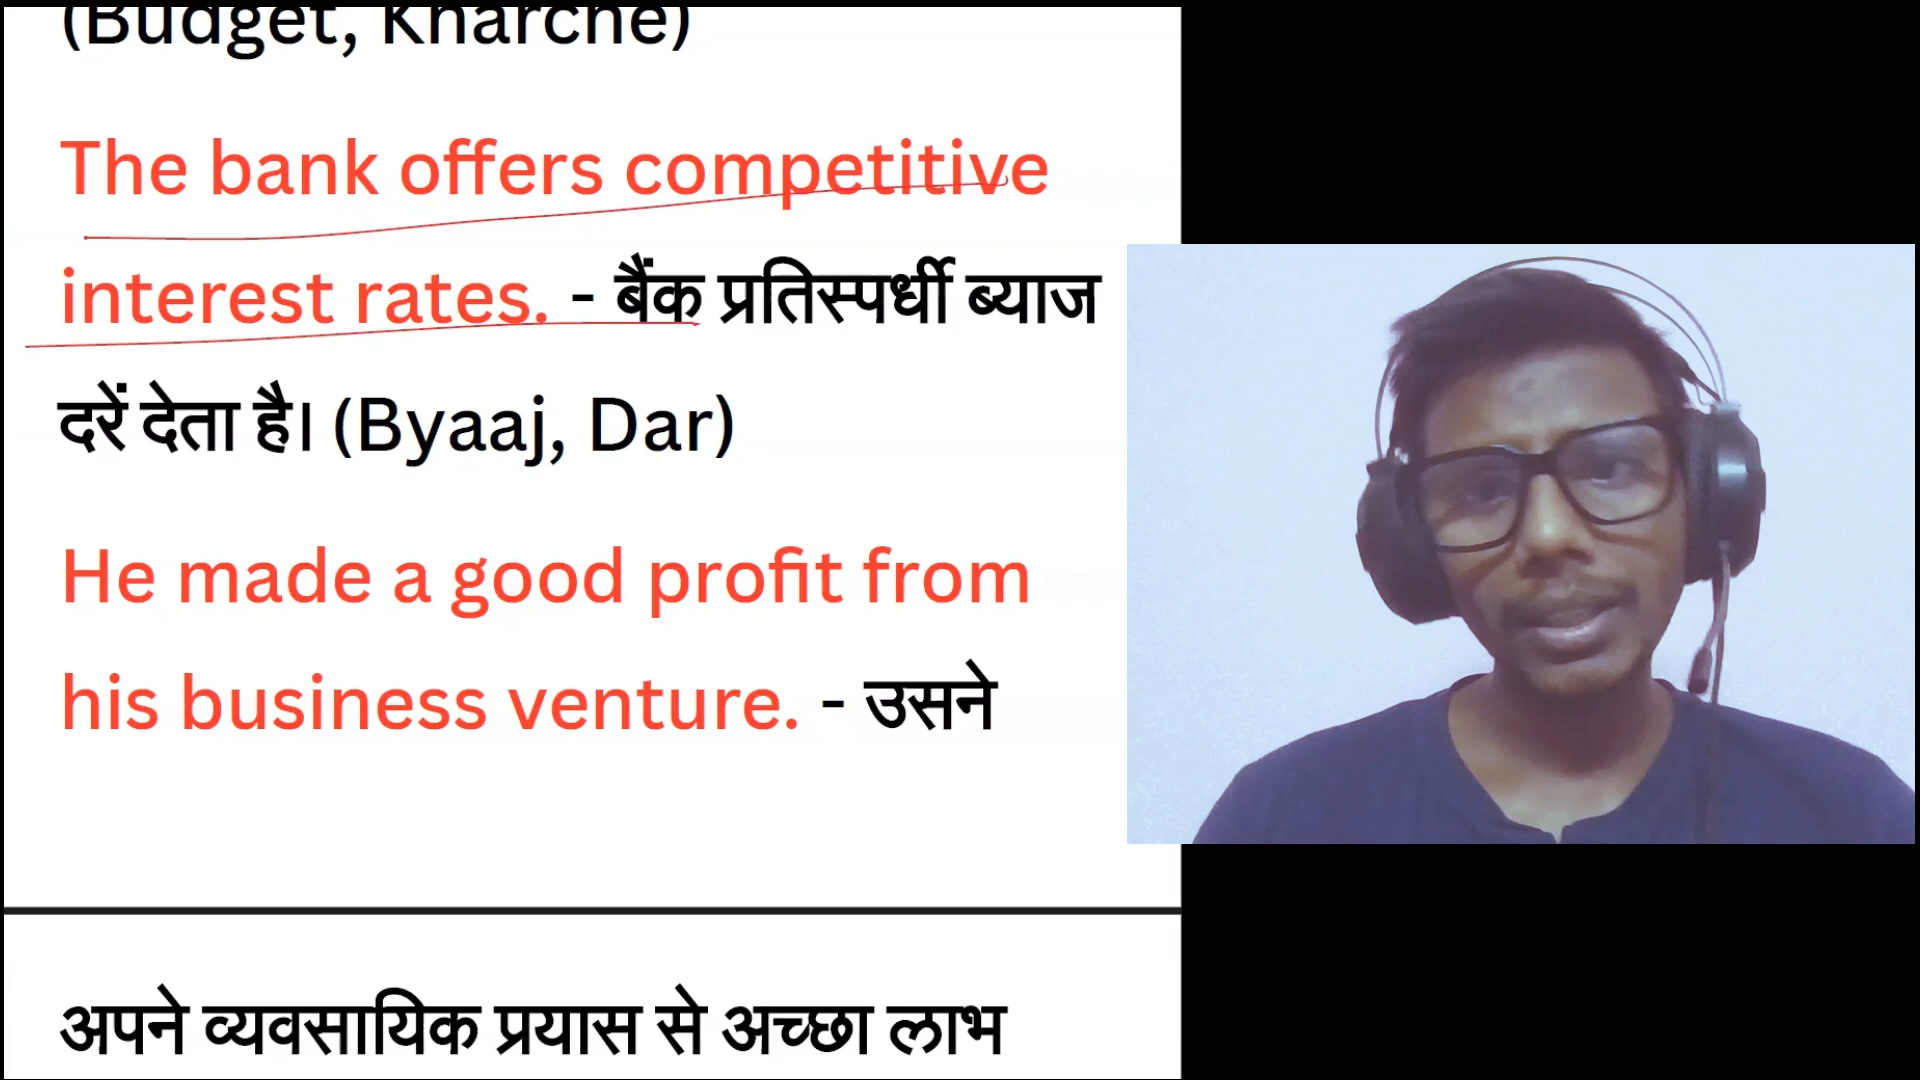 (Budget, Kharche)
The bank offers competitive
interest rates. - बैंक प्रतिस्पर्धी ब्याज
दरें देता है। (Byaaj, Dar)
He made a good profit from
his business venture. - उसने
अपने व्यवसायिक प्रयास से अच्छा लाभ